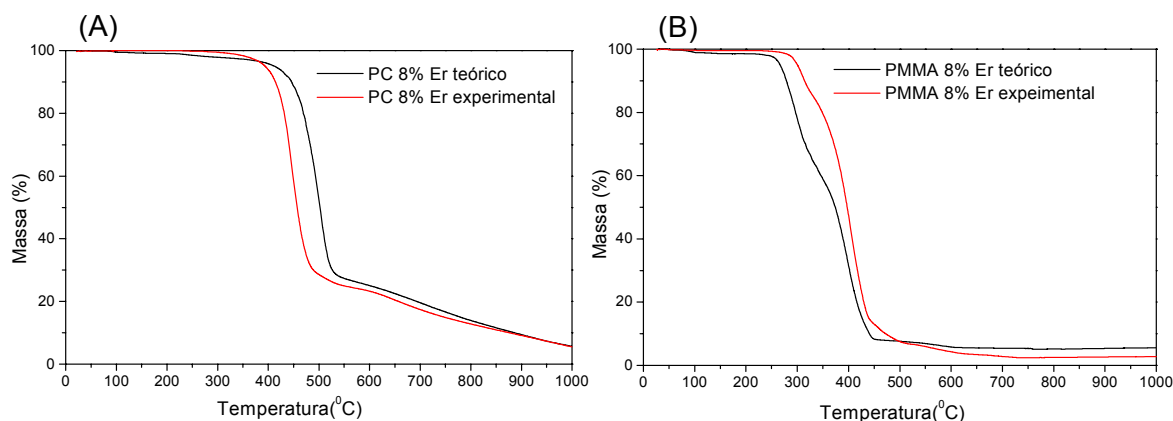 (A)
100
80
60
40
20
0
Massa (%)
PC 8% Er teórico
PC 8% Er experimental
0 100 200 300 400 500 600 700 800 900 1000
Temperatura(⁰C)
(B)
100
80
60
40
20
0
Massa (%)
PMMA 8% Er teórico
PMMA 8% Er expeimental
0 100 200 300 400 500 600 700 800 900 1000
Temperatura(⁰C)